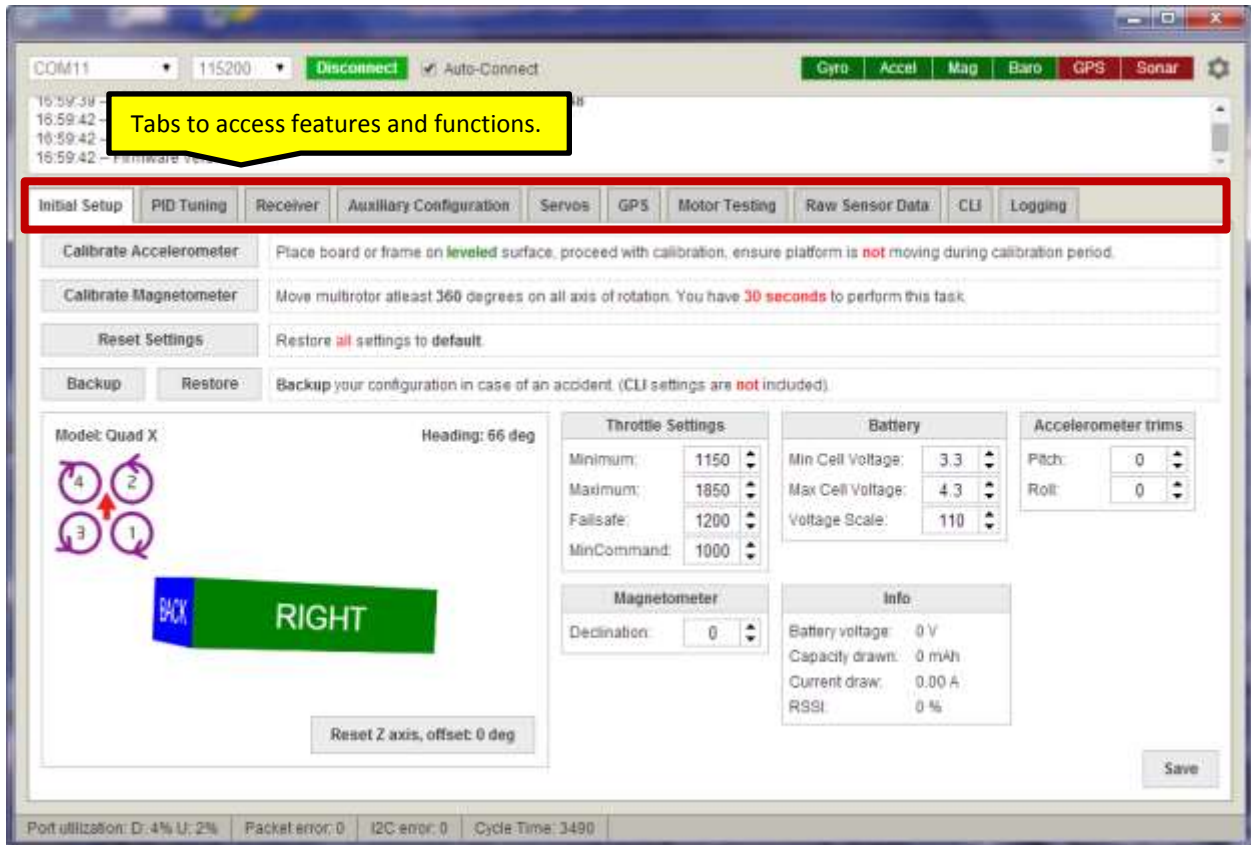 COM11 115200 Disconnect Auto-Connect Gyro Accel Mag Baro GPS Sonar
16:59:39 –
16:59:42 –
16:59:42 –
16:59:42 – Firmware
Tabs to access features and functions.
Initial Setup PID Tuning Receiver Auxiliary Configuration Servos GPS Motor Testing Raw Sensor Data CLI Logging
Calibrate Accelerometer Place board or frame on leveled surface, proceed with calibration, ensure platform is not moving during calibration period.
Calibrate Magnetometer Move multirotor atleast 360 degrees on all axis of rotation. You have 30 seconds to perform this task.
Reset Settings Restore all settings to default.
Backup Restore Backup your configuration in case of an accident. (CLI settings are not included).
Model: Quad X Heading: 66 deg
4 2
3 1
BACK RIGHT
Reset Z axis, offset: 0 deg
Throttle Settings
Minimum: 1150
Maximum: 1850
Failsafe: 1200
MinCommand: 1000
Battery
Min Cell Voltage: 3.3
Max Cell Voltage: 4.3
Voltage Scale: 110
Accelerometer trims
Pitch: 0
Roll: 0
Magnetometer
Declination: 0
Info
Battery voltage: 0 V
Capacity drawn: 0 mAh
Current draw: 0.00 A
RSSI: 0 %
Save
Port utilization: D: 4% U: 2% Packet error: 0 I2C error: 0 Cycle Time: 3490